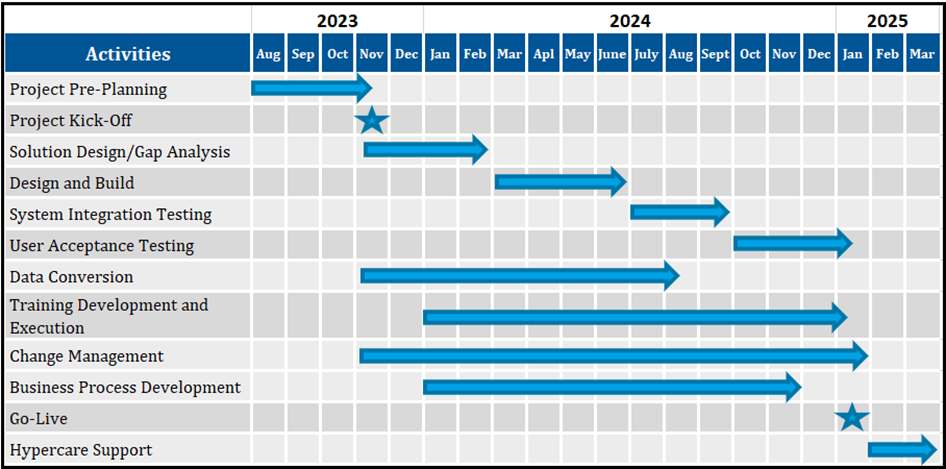 2023 2024 2025
Activities Aug Sep Oct Nov Dec Jan Feb Mar Apl May June July Aug Sept Oct Nov Dec Jan Feb Mar
Project Pre-Planning
Project Kick-Off
Solution Design/Gap Analysis
Design and Build
System Integration Testing
User Acceptance Testing
Data Conversion
Training Development and
Execution
Change Management
Business Process Development
Go-Live
Hypercare Support